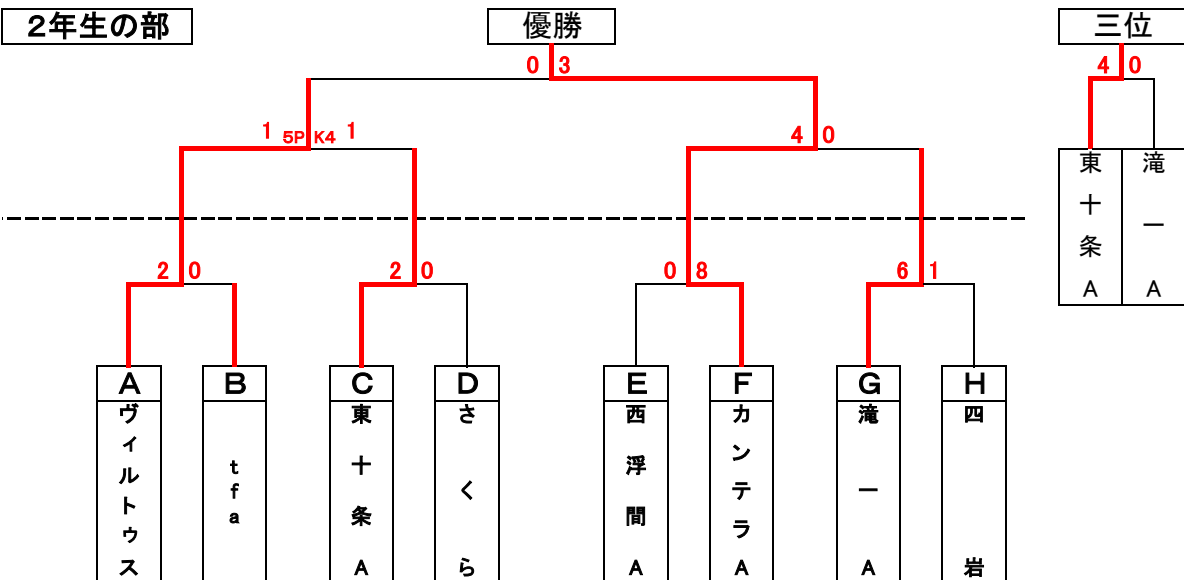 2年生の部
優勝
三位
0 3
4 0
1 5PK4 1
4 0
東十条A
滝一A
2 0
2 0
0 8
6 1
A
B
C
D
E
F
G
H
ヴィルトゥス
tfa
東十条A
さくら
西浮間A
カンテラA
滝一A
四岩